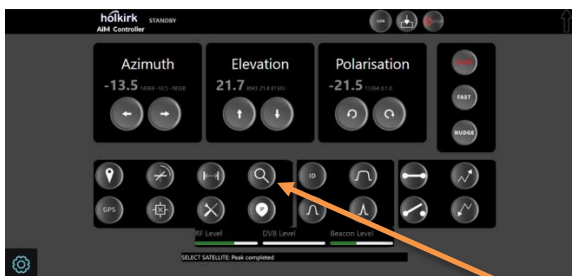 holkirk STANDBY
AIM Controller
Azimuth
-13.5
Elevation
21.7
Polarisation
-21.5
FAST
NUDGE
GPS
ID
RF Level
DVB Level
Beacon Level
SELECT SATELLITE: Peak completed